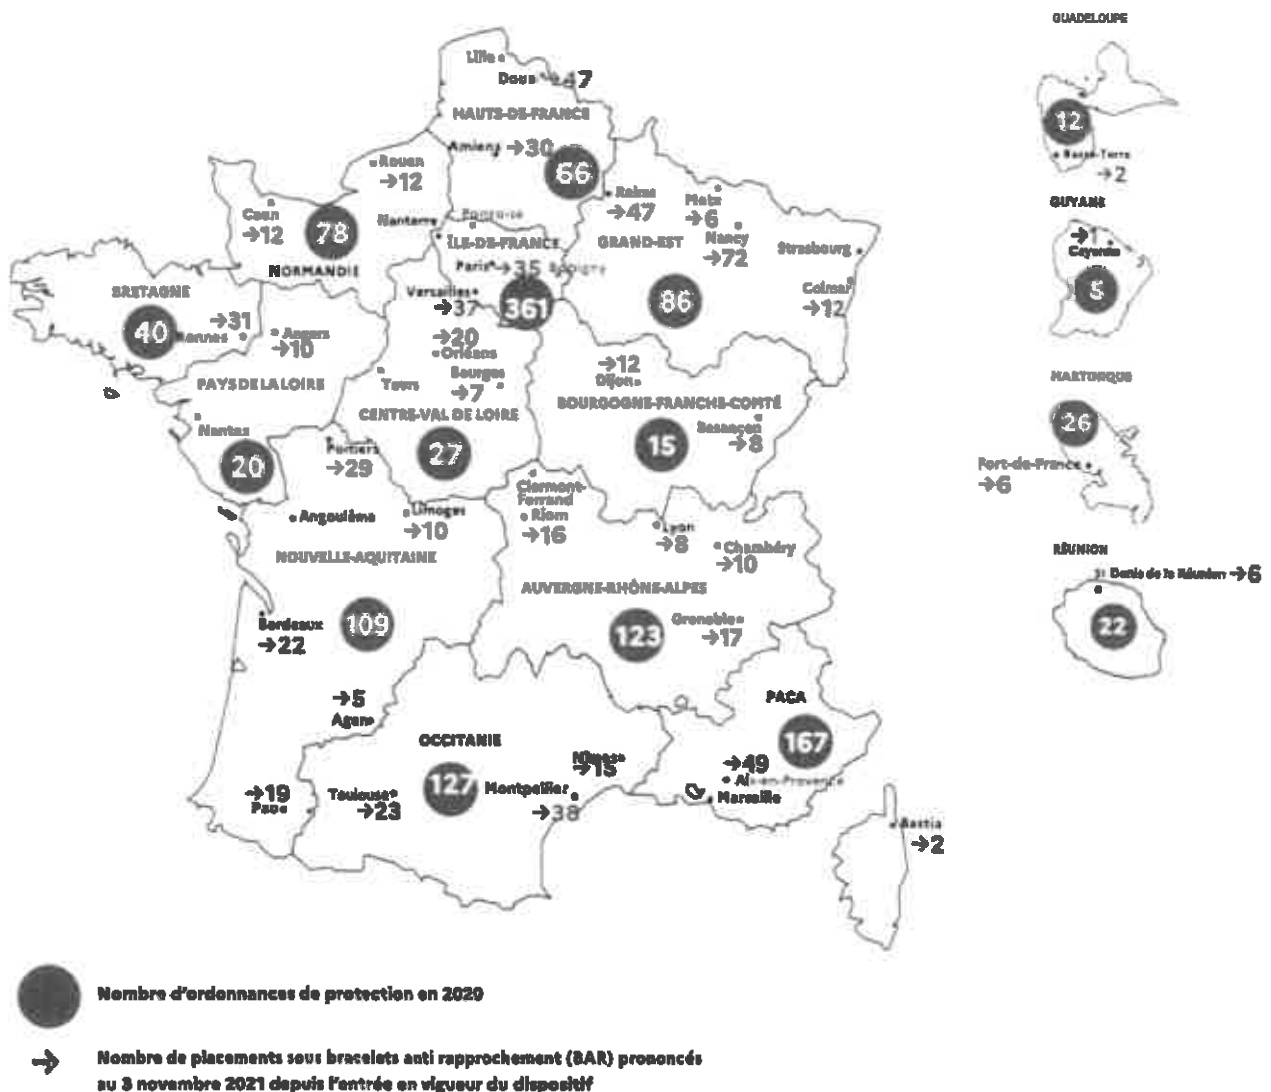 GUADELOUPE
Lille
Douai →47
HAUTS-DE-FRANCE
Amiens →30
66
12
Basse-Terre
→2
Rouen
→12
Reims
→47
Metz
→6
GUYANE
→1
Cayenne
5
Caen
→12
78
NORMANDIE
Nanterre
Pontoise
ÎLE-DE-FRANCE
Paris →35
Versailles
→37
361
GRAND-EST
Nancy
→72
Strasbourg
Colmar
→12
86
BRETAGNE
40
→31
Rennes
Angers
→10
→20
Orléans
Tours
Bourges
→7
→12
Dijon
MARTINIQUE
26
Fort-de-France
→6
PAYS DE LA LOIRE
CENTRE-VAL DE LOIRE
BOURGOGNE-FRANCHE-COMTÉ
Besançon
→8
15
Nantes
20
Poitiers
→29
27
Clermont-
Ferrand
Riom
→16
Angoulême
Limoges
→10
Lyon
→8
Chambéry
→10
NOUVELLE-AQUITAINE
AUVERGNE-RHÔNE-ALPES
RÉUNION
Denis de la Réunion →6
22
Bordeaux
→22
109
123
Grenoble
→17
→5
Agen
PACA
167
OCCITANIE
Nîmes
→15
→49
Aix-en-Provence
Marseille
→19
Pau
Toulouse
→23
127
Montpellier
→38
Bastia
→2
Nombre d'ordonnances de protection en 2020
→ Nombre de placements sous bracelets anti rapprochement (BAR) prononcés
au 3 novembre 2021 depuis l'entrée en vigueur du dispositif